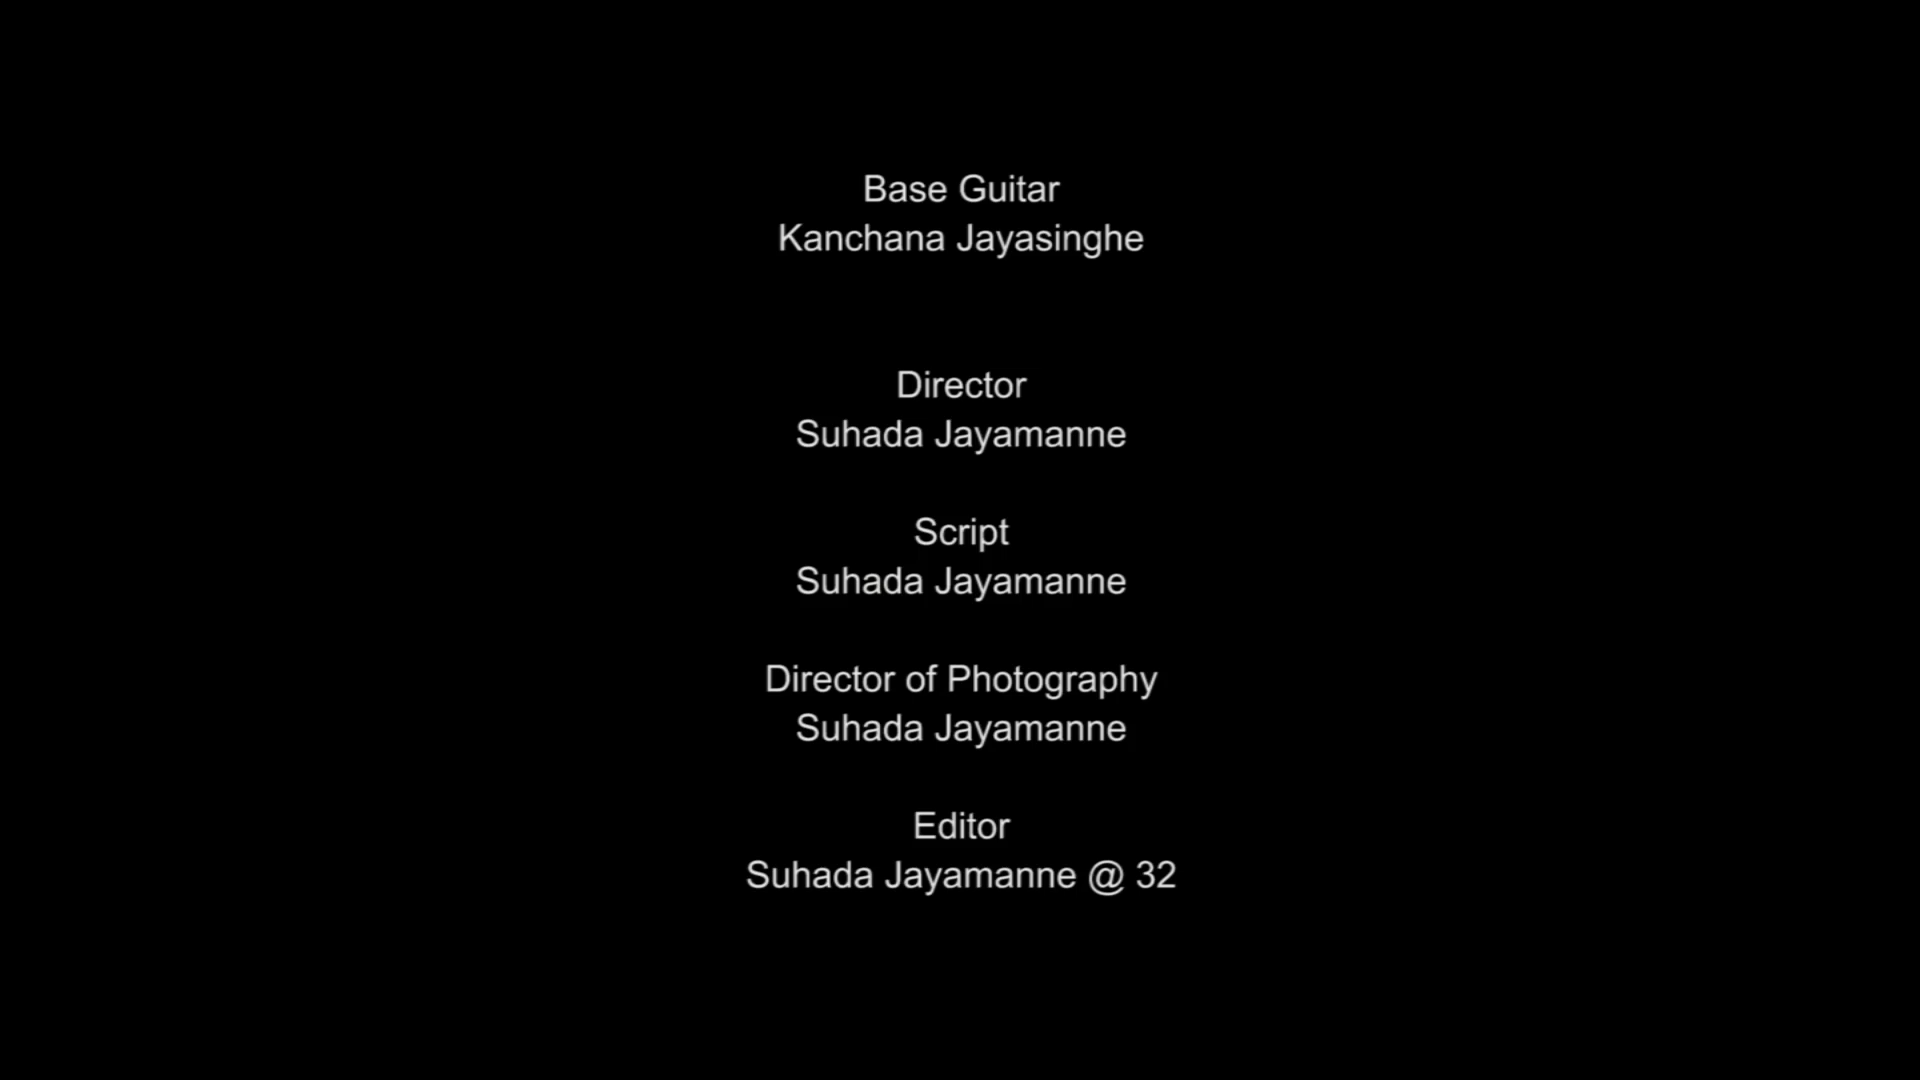 Base Guitar
Kanchana Jayasinghe
Director
Suhada Jayamanne
Script
Suhada Jayamanne
Director of Photography
Suhada Jayamanne
Editor
Suhada Jayamanne @ 32